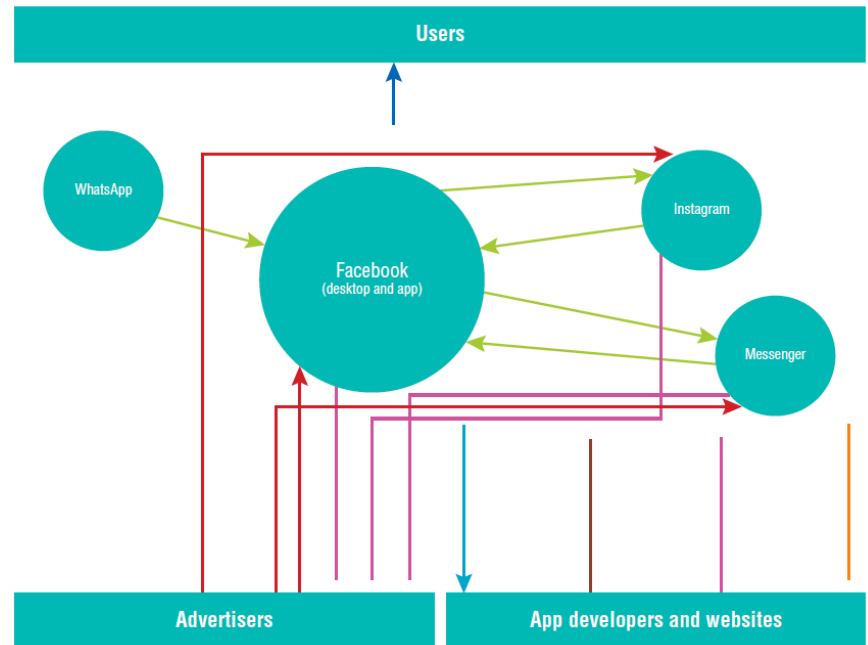 Users
WhatsApp
Instagram
Facebook
(desktop and app)
Messenger
Advertisers
App developers and websites